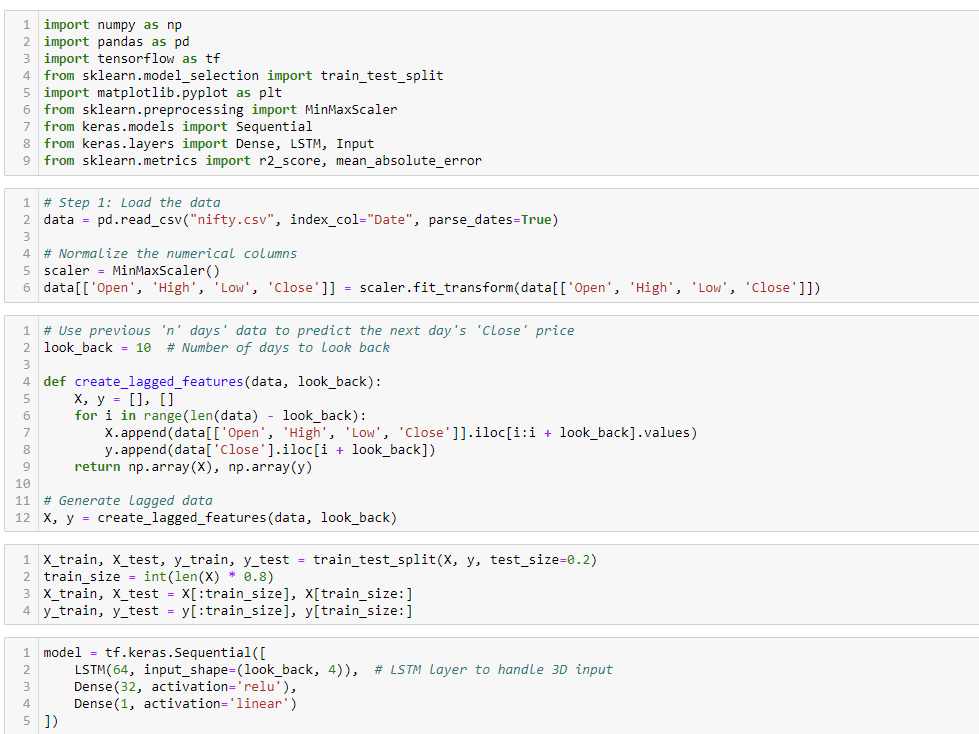 1 import numpy as np
2 import pandas as pd
3 import tensorflow as tf
4 from sklearn.model_selection import train_test_split
5 import matplotlib.pyplot as plt
6 from sklearn.preprocessing import MinMaxScaler
7 from keras.models import Sequential
8 from keras.layers import Dense, LSTM, Input
9 from sklearn.metrics import r2_score, mean_absolute_error
1 # Step 1: Load the data
2 data = pd.read_csv("nifty.csv", index_col="Date", parse_dates=True)
3
4 # Normalize the numerical columns
5 scaler = MinMaxScaler()
6 data[['Open', 'High', 'Low', 'Close']] = scaler.fit_transform(data[['Open', 'High', 'Low', 'Close']])
1 # Use previous 'n' days' data to predict the next day's 'Close' price
2 look_back = 10  # Number of days to look back
3
4 def create_lagged_features(data, look_back):
5     X, y = [], []
6     for i in range(len(data) - look_back):
7         X.append(data[['Open', 'High', 'Low', 'Close']].iloc[i:i + look_back].values)
8         y.append(data['Close'].iloc[i + look_back])
9     return np.array(X), np.array(y)
10
11 # Generate lagged data
12 X, y = create_lagged_features(data, look_back)
1 X_train, X_test, y_train, y_test = train_test_split(X, y, test_size=0.2)
2 train_size = int(len(X) * 0.8)
3 X_train, X_test = X[:train_size], X[train_size:]
4 y_train, y_test = y[:train_size], y[train_size:]
1 model = tf.keras.Sequential([
2     LSTM(64, input_shape=(look_back, 4)),  # LSTM layer to handle 3D input
3     Dense(32, activation='relu'),
4     Dense(1, activation='linear')
5 ])